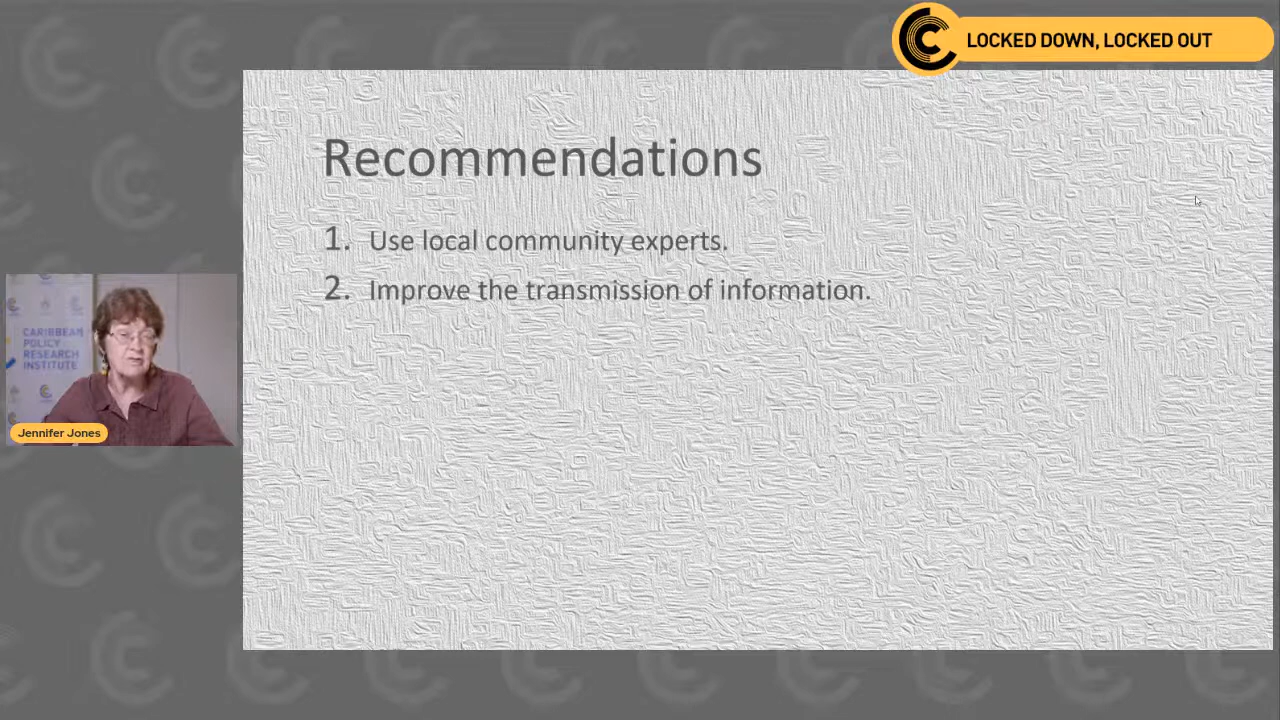 LOCKED DOWN, LOCKED OUT
Recommendations
1. Use local community experts.
2. Improve the transmission of information.
CARIBBEAN
POLICY
RESEARCH
INSTITUTE
Jennifer Jones